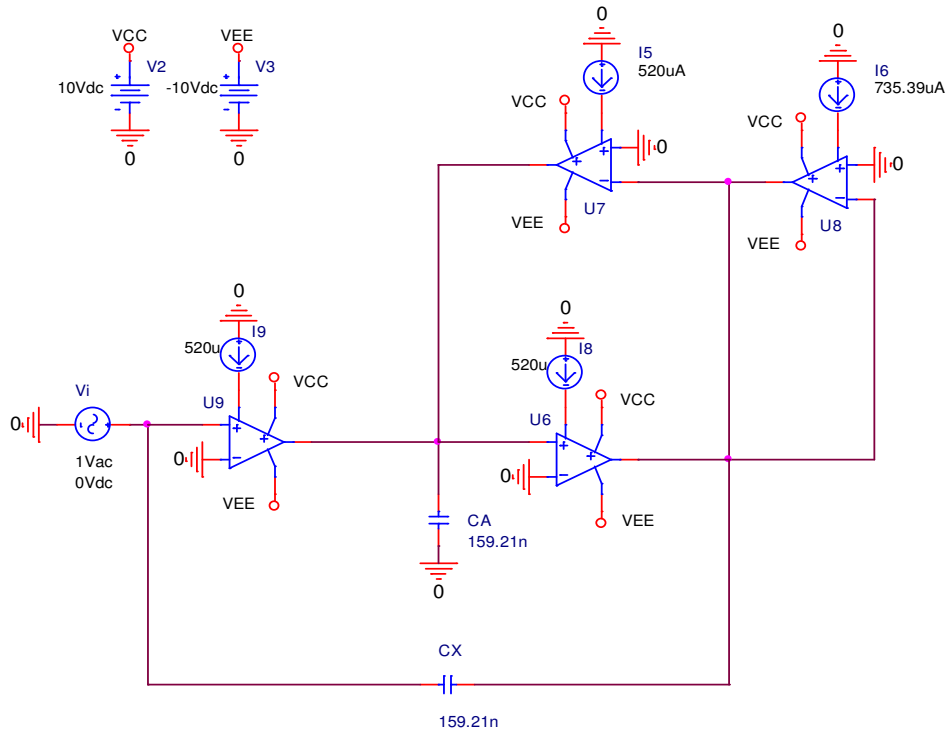 VCC
V2
10Vdc
0
VEE
V3
-10Vdc
0
0
I5
520uA
VCC
0
U7
VEE
0
I6
735.39uA
VCC
0
U8
VEE
0
I9
520u
VCC
U9
0
VEE
Vi
0
1Vac
0Vdc
0
I8
520u
VCC
U6
0
VEE
CA
159.21n
0
CX
159.21n